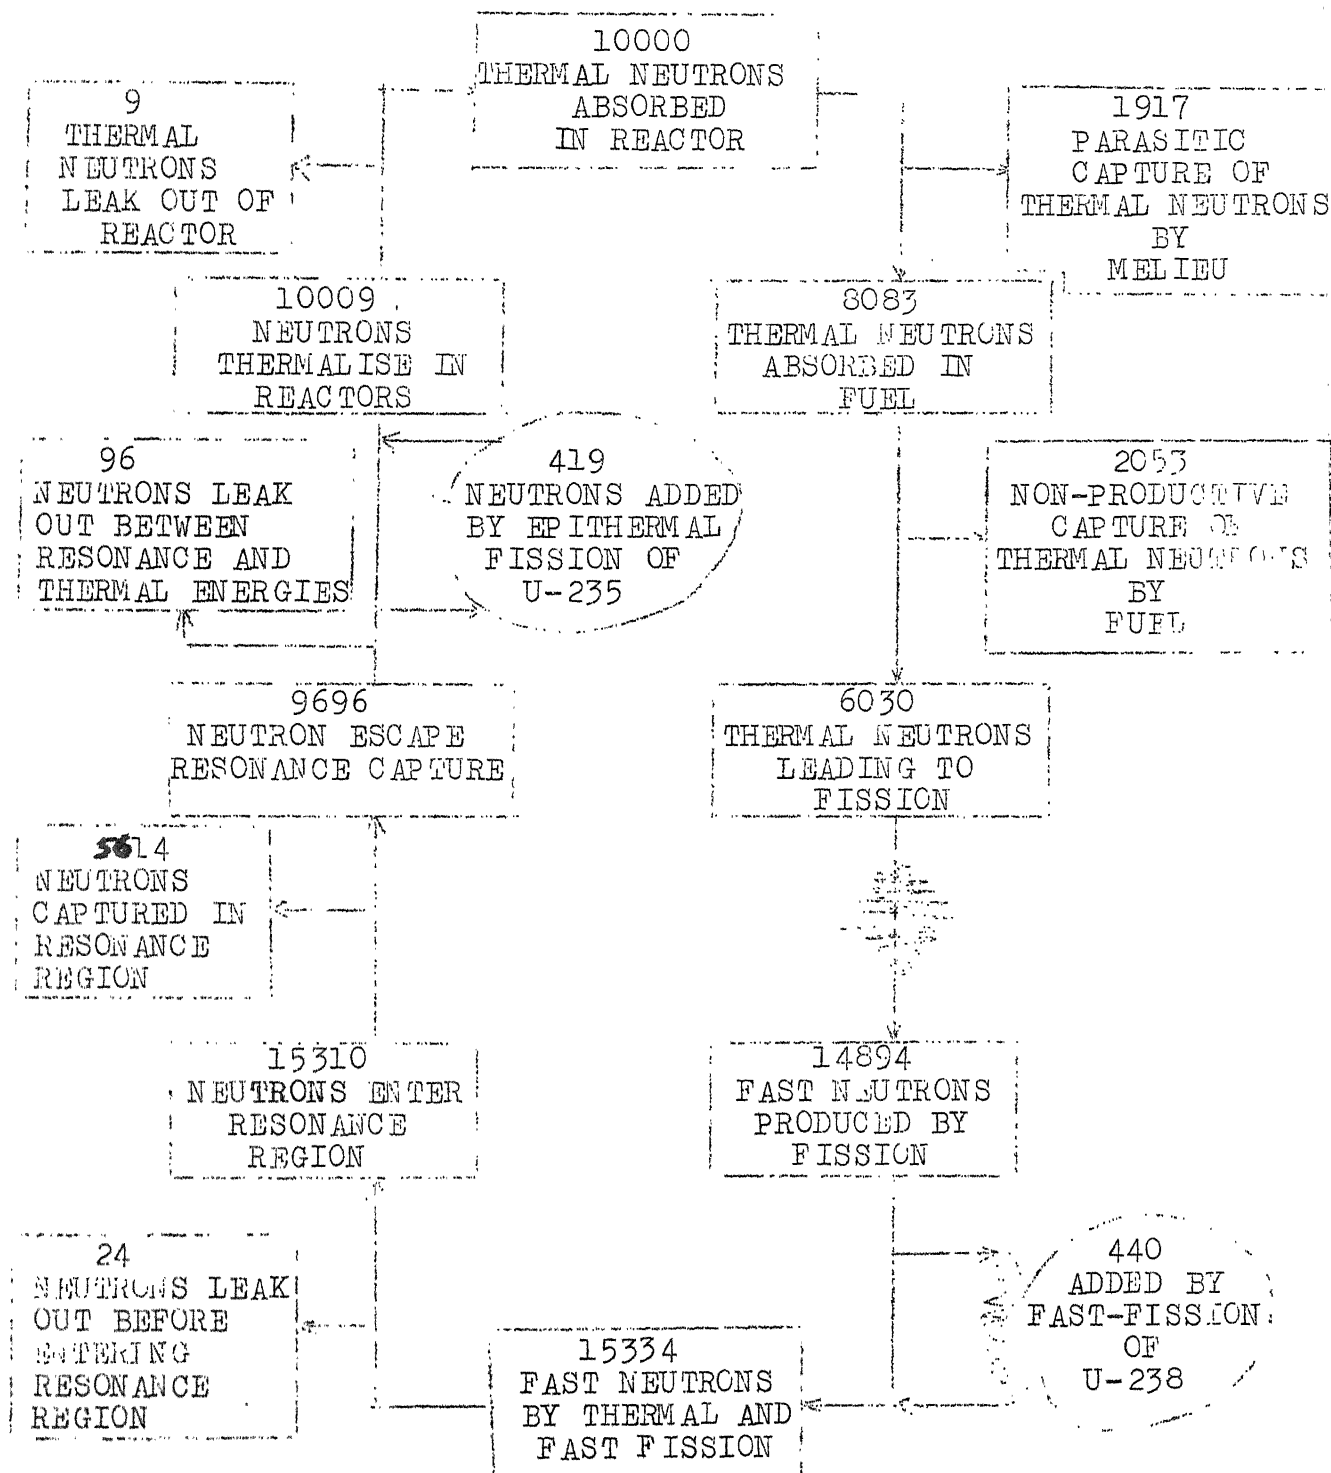 10000
THERMAL NEUTRONS
ABSORBED
IN REACTOR
9
THERMAL
NEUTRONS
LEAK OUT OF
REACTOR
1917
PARASITIC
CAPTURE OF
THERMAL NEUTRONS
BY
MELIEU
10009
NEUTRONS
THERMALISE IN
REACTORS
8083
THERMAL NEUTRONS
ABSORBED IN
FUEL
96
NEUTRONS LEAK
OUT BETWEEN
RESONANCE AND
THERMAL ENERGIES
419
NEUTRONS ADDED
BY EPITHERMAL
FISSION OF
U-235
2053
NON-PRODUCTIVE
CAPTURE OF
THERMAL NEUTRONS
BY
FUEL
9696
NEUTRON ESCAPE
RESONANCE CAPTURE
6030
THERMAL NEUTRONS
LEADING TO
FISSION
5614
NEUTRONS
CAPTURED IN
RESONANCE
REGION
15310
NEUTRONS ENTER
RESONANCE
REGION
14894
FAST NEUTRONS
PRODUCED BY
FISSION
24
NEUTRONS LEAK
OUT BEFORE
ENTERING
RESONANCE
REGION
15334
FAST NEUTRONS
BY THERMAL AND
FAST FISSION
440
ADDED BY
FAST-FISSION
OF
U-238